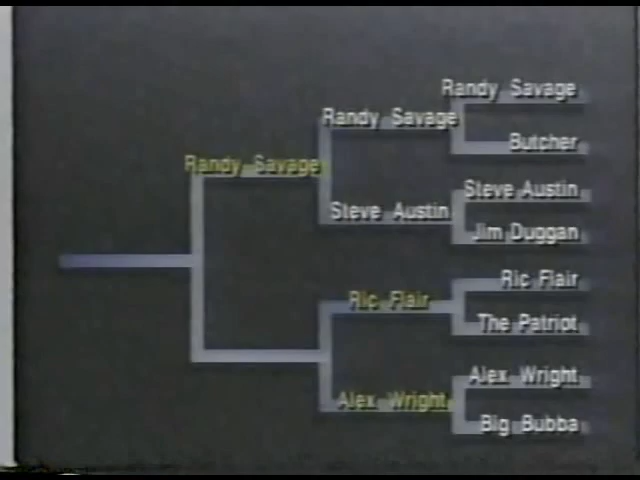 Randy Savage
Randy Savage
Butcher
Randy Savage
Steve Austin
Steve Austin
Jim Duggan
Ric Flair
Ric Flair
The Patriot
Alex Wright
Alex Wright
Big Bubba